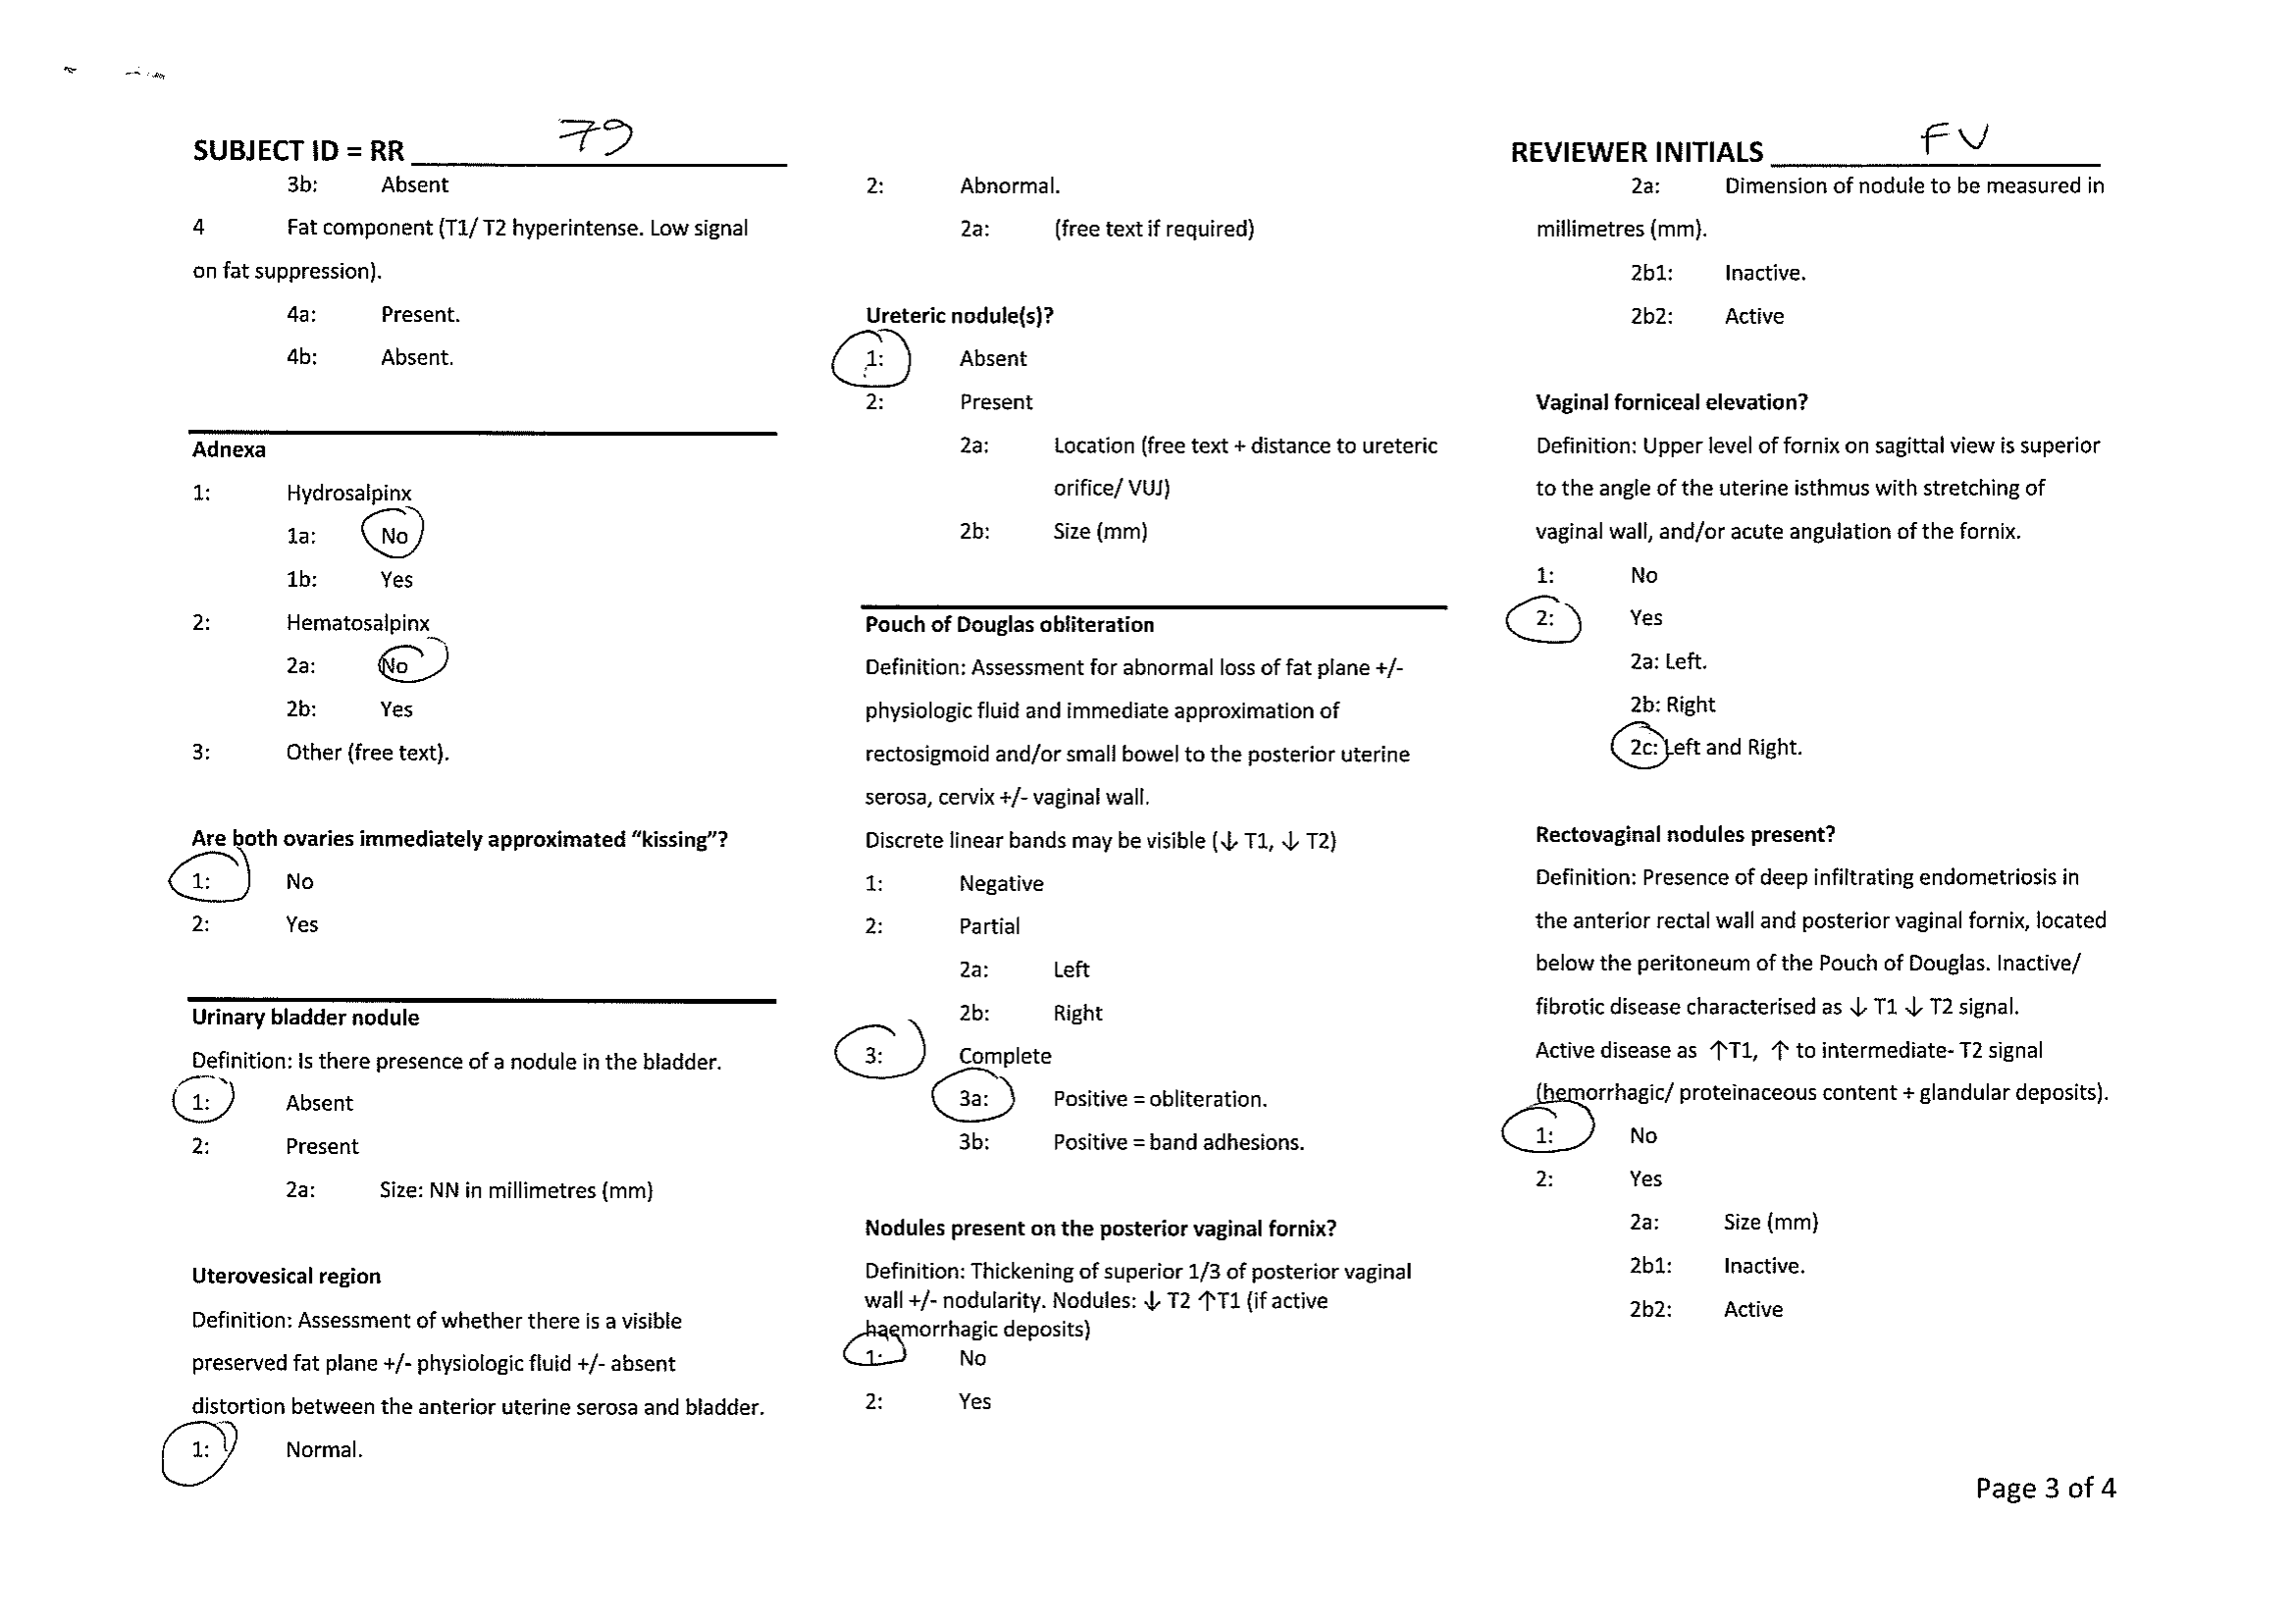 SUBJECT ID = RR 79
3b: Absent
4 Fat component (T1/ T2 hyperintense. Low signal
on fat suppression).
4a: Present.
4b: Absent.
Adnexa
1: Hydrosalpinx
1a: No
1b: Yes
2: Hematosalpinx
2a: No
2b: Yes
3: Other (free text).
Are both ovaries immediately approximated “kissing”?
1: No
2: Yes
Urinary bladder nodule
Definition: Is there presence of a nodule in the bladder.
1: Absent
2: Present
2a: Size: NN in millimetres (mm)
Uterovesical region
Definition: Assessment of whether there is a visible
preserved fat plane +/- physiologic fluid +/- absent
distortion between the anterior uterine serosa and bladder.
1: Normal.
2: Abnormal.
2a: (free text if required)
Ureteric nodule(s)?
1: Absent
2: Present
2a: Location (free text + distance to ureteric
orifice/ VUJ)
2b: Size (mm)
Pouch of Douglas obliteration
Definition: Assessment for abnormal loss of fat plane +/-
physiologic fluid and immediate approximation of
rectosigmoid and/or small bowel to the posterior uterine
serosa, cervix +/- vaginal wall.
Discrete linear bands may be visible (↓ T1, ↓ T2)
1: Negative
2: Partial
2a: Left
2b: Right
3: Complete
3a: Positive = obliteration.
3b: Positive = band adhesions.
Nodules present on the posterior vaginal fornix?
Definition: Thickening of superior 1/3 of posterior vaginal
wall +/- nodularity. Nodules: ↓ T2 ↑T1 (if active
haemorrhagic deposits)
1: No
2: Yes
REVIEWER INITIALS FV
2a: Dimension of nodule to be measured in
millimetres (mm).
2b1: Inactive.
2b2: Active
Vaginal forniceal elevation?
Definition: Upper level of fornix on sagittal view is superior
to the angle of the uterine isthmus with stretching of
vaginal wall, and/or acute angulation of the fornix.
1: No
2: Yes
2a: Left.
2b: Right
2c: Left and Right.
Rectovaginal nodules present?
Definition: Presence of deep infiltrating endometriosis in
the anterior rectal wall and posterior vaginal fornix, located
below the peritoneum of the Pouch of Douglas. Inactive/
fibrotic disease characterised as ↓ T1 ↓ T2 signal.
Active disease as ↑T1, ↑ to intermediate- T2 signal
(hemorrhagic/ proteinaceous content + glandular deposits).
1: No
2: Yes
2a: Size (mm)
2b1: Inactive.
2b2: Active
Page 3 of 4